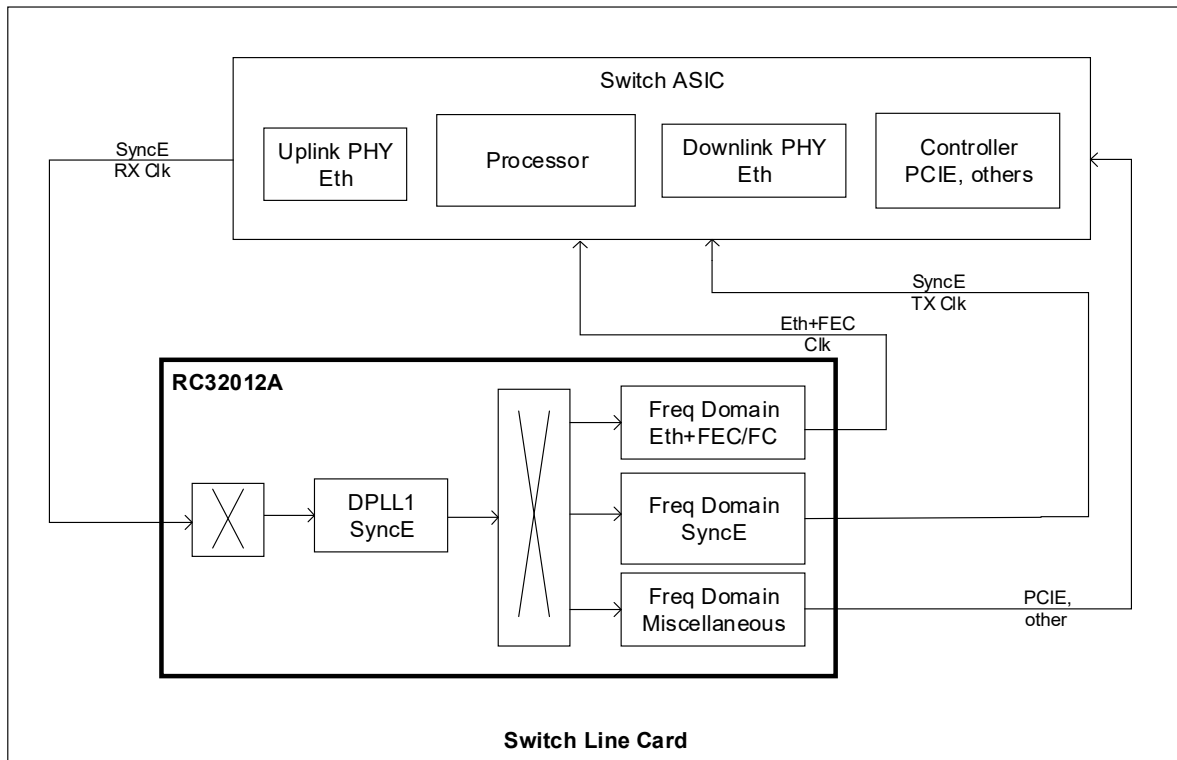 Switch ASIC
Uplink PHY
Eth
Processor
Downlink PHY
Eth
Controller
PCIE, others
SyncE
RX Clk
SyncE
TX Clk
Eth+FEC
Clk
RC32012A
Freq Domain
Eth+FEC/FC
DPLL1
SyncE
Freq Domain
SyncE
Freq Domain
Miscellaneous
PCIE,
other
Switch Line Card